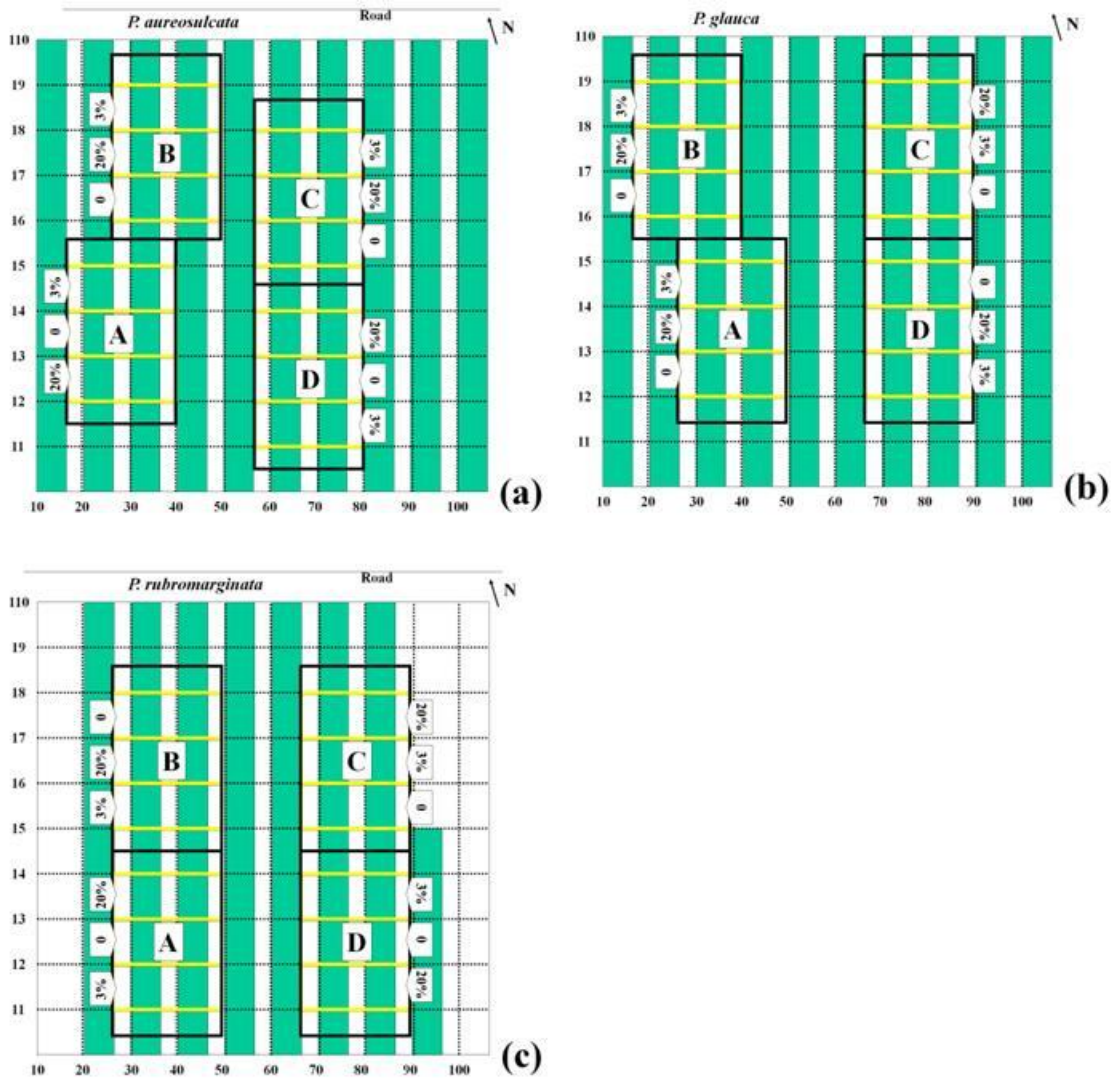 P. aureosulcata
Road
N
110
19
3%
18
20%
B
3%
17
C
20%
0
16
0
15
3%
14
20%
0
A
13
D
0
20%
12
3%
11
10 20 30 40 50 60 70 80 90 100
(a)
P. glauca
N
110
19
3%
20%
18
20%
B
C
3%
17
0
0
16
15
3%
0
14
20%
A
D
20%
13
0
3%
12
11
10 20 30 40 50 60 70 80 90 100
(b)
P. rubromarginata
Road
N
110
19
18
0
20%
17
20%
B
C
3%
16
3%
0
15
14
20%
3%
13
0
A
D
0
12
3%
20%
11
10 20 30 40 50 60 70 80 90 100
(c)